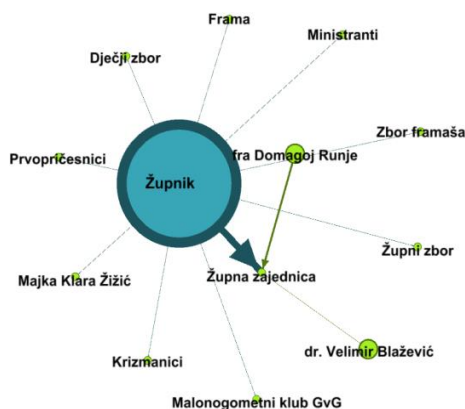 Frama
Ministranti
Dječji zbor
Zbor framaša
fra Domagoj Runje
Prvopričesnici
Župnik
Župni zbor
Župna zajednica
Majka Klara Žižić
dr. Velimir Blažević
Krizmanici
Malonogometni klub GvG